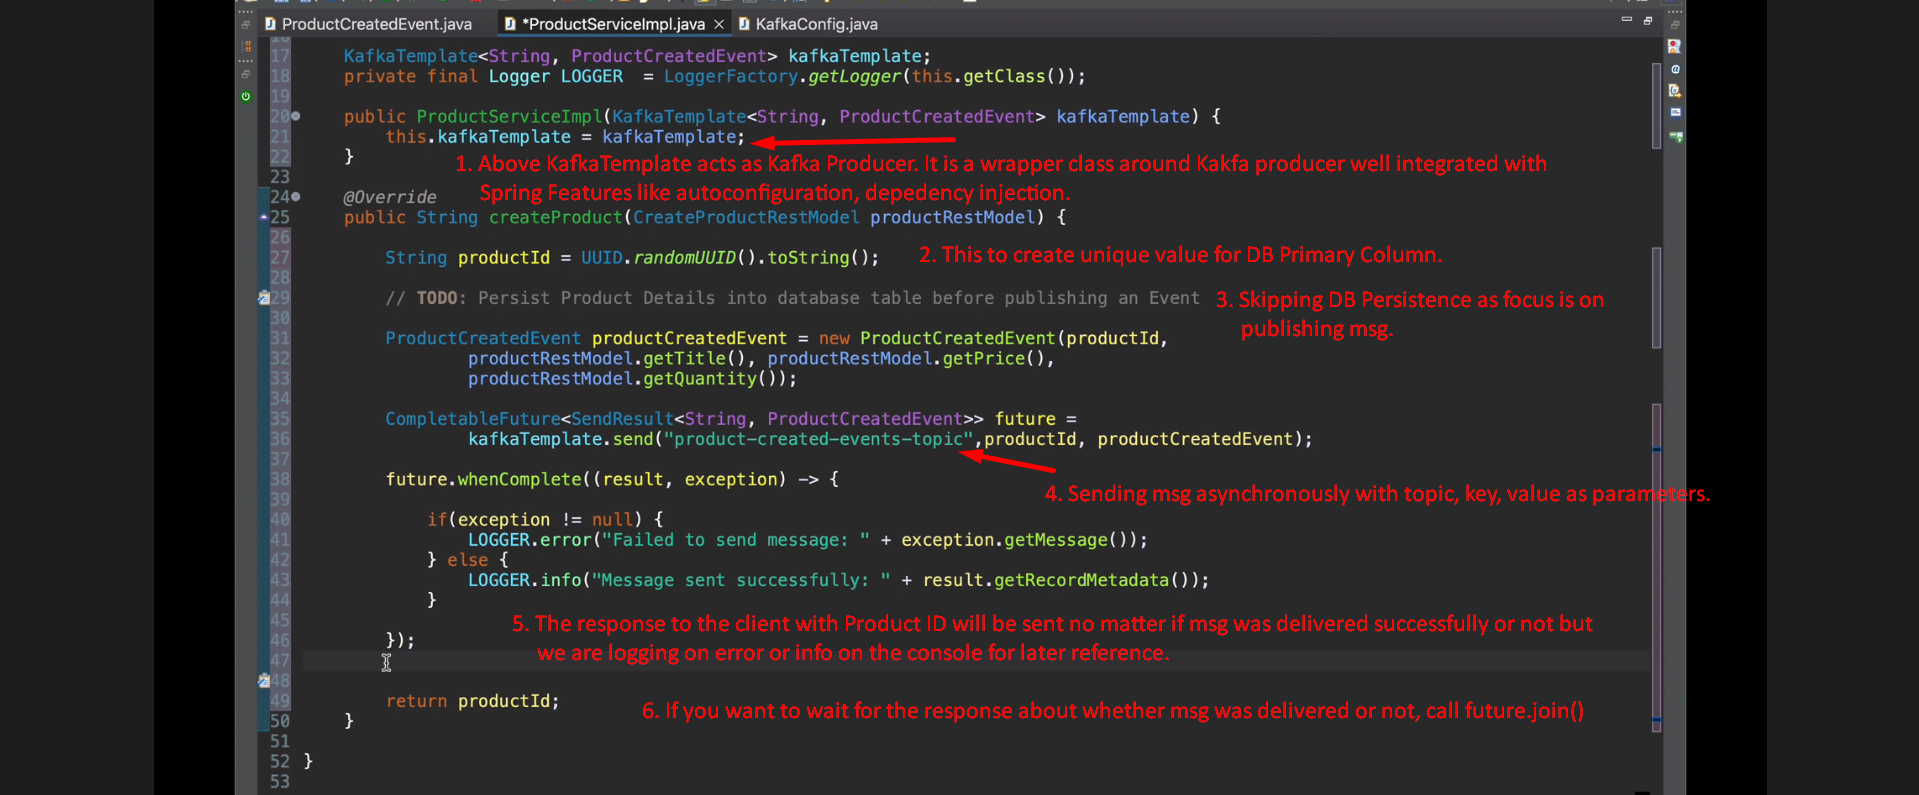 ProductCreatedEvent.java
*ProductServiceImpl.java
KafkaConfig.java
17 KafkaTemplate<String, ProductCreatedEvent> kafkaTemplate;
18 private final Logger LOGGER  = LoggerFactory.getLogger(this.getClass());
19
20 public ProductServiceImpl(KafkaTemplate<String, ProductCreatedEvent> kafkaTemplate) {
21 this.kafkaTemplate = kafkaTemplate;
22 }
1. Above KafkaTemplate acts as Kafka Producer. It is a wrapper class around Kakfa producer well integrated with
Spring Features like autoconfiguration, depedency injection.
23
24 @Override
25 public String createProduct(CreateProductRestModel productRestModel) {
26
27 String productId = UUID.randomUUID().toString();
2. This to create unique value for DB Primary Column.
28
29 // TODO: Persist Product Details into database table before publishing an Event
3. Skipping DB Persistence as focus is on
publishing msg.
30
31 ProductCreatedEvent productCreatedEvent = new ProductCreatedEvent(productId,
32 productRestModel.getTitle(), productRestModel.getPrice(),
33 productRestModel.getQuantity());
34
35 CompletableFuture<SendResult<String, ProductCreatedEvent>> future =
36 kafkaTemplate.send("product-created-events-topic",productId, productCreatedEvent);
37
38 future.whenComplete((result, exception) -> {
4. Sending msg asynchronously with topic, key, value as parameters.
39
40 if(exception != null) {
41 LOGGER.error("Failed to send message: " + exception.getMessage());
42 } else {
43 LOGGER.info("Message sent successfully: " + result.getRecordMetadata());
44 }
45
5. The response to the client with Product ID will be sent no matter if msg was delivered successfully or not but
we are logging on error or info on the console for later reference.
46 });
47
48
49 return productId;
6. If you want to wait for the response about whether msg was delivered or not, call future.join()
50 }
51
52 }
53